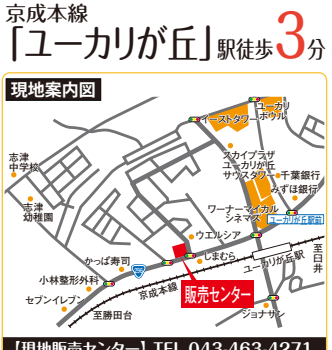 京成本線
「ユーカリが丘」駅徒歩3分
現地案内図
ユーカリ
ボウル
イーストタワー
スカイプラザ
ユーカリが丘
サウスタワー
千葉銀行
みずほ銀行
志津
中学校
志津
幼稚園
ワーナーマイカル
シネマズ
ユーカリが丘駅前
ウエルシア
しまむら
ユーカリが丘駅
至臼井
かっぱ寿司
小林整形外科
セブンイレブン
京成本線
至勝田台
販売センター
ジョナサン
【現地販売センター】TEL 043-463-4271